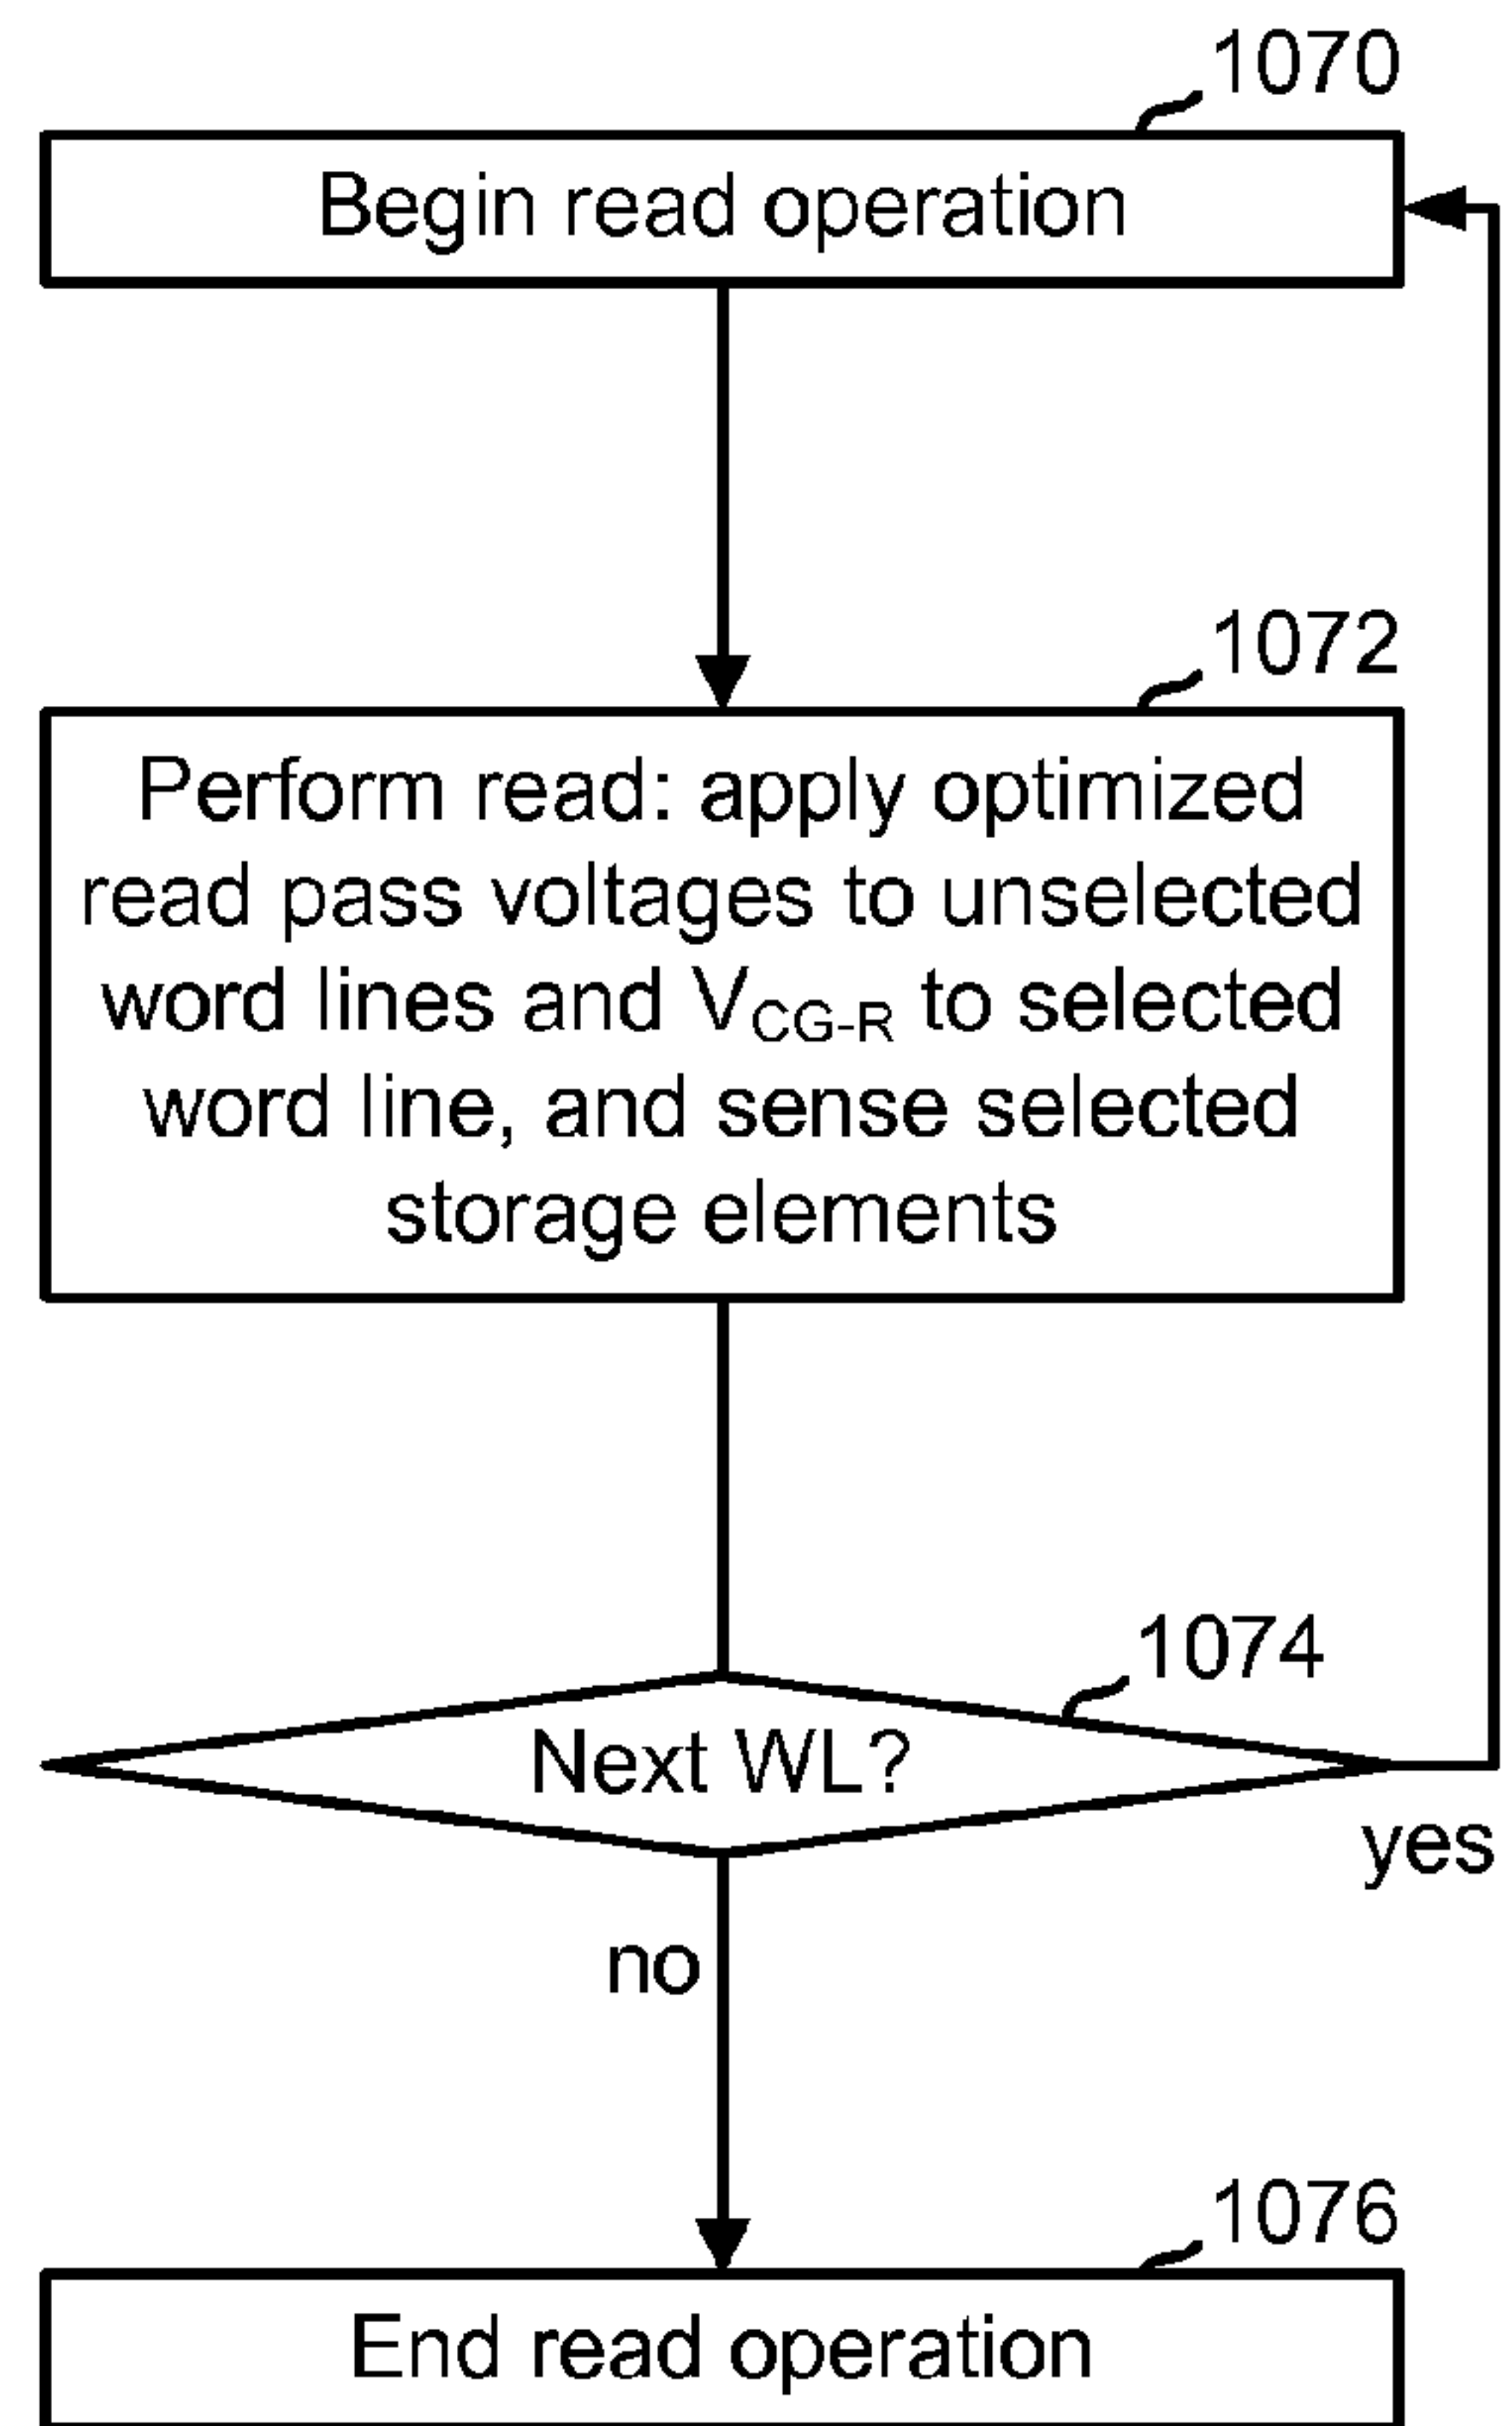 1070
Begin read operation
1072
Perform read: apply optimized
read pass voltages to unselected
word lines and VCG-R to selected
word line, and sense selected
storage elements
1074
Next WL?
yes
no
1076
End read operation